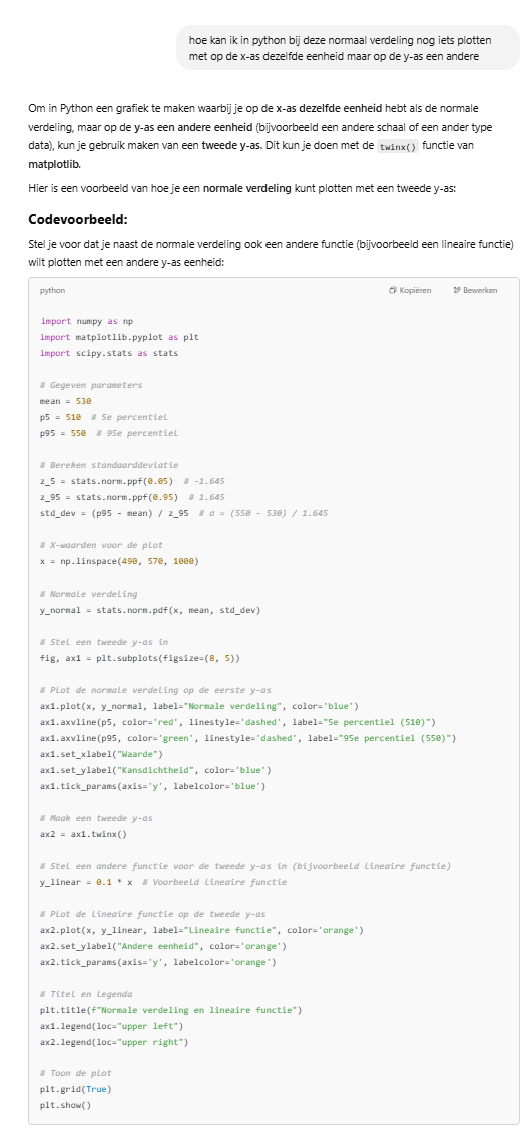 hoe kan ik in python bij deze normaal verdeling nog iets plotten
met op de x-as dezelfde eenheid maar op de y-as een andere
Om in Python een grafiek te maken waarbij je op de x-as dezelfde eenheid hebt als de normale
verdeling, maar op de y-as een andere eenheid (bijvoorbeeld een andere schaal of een ander type
data), kun je gebruik maken van een tweede y-as. Dit kun je doen met de twinx() functie van
matplotlib.
Hier is een voorbeeld van hoe je een normale verdeling kunt plotten met een tweede y-as:
Codevoorbeeld:
Stel je voor dat je naast de normale verdeling ook een andere functie (bijvoorbeeld een lineaire functie)
wilt plotten met een andere y-as eenheid:
python Kopiëren Bewerken
import numpy as np
import matplotlib.pyplot as plt
import scipy.stats as stats
# Gegeven parameters
mean = 530
p5 = 510  # 5e percentiel
p95 = 550  # 95e percentiel
# Bereken standaarddeviatie
z_5 = stats.norm.ppf(0.05)  # -1.645
z_95 = stats.norm.ppf(0.95)  # 1.645
std_dev = (p95 - mean) / z_95  # σ = (550 - 530) / 1.645
# X-waarden voor de plot
x = np.linspace(490, 570, 1000)
# Normale verdeling
y_normal = stats.norm.pdf(x, mean, std_dev)
# Stel een tweede y-as in
fig, ax1 = plt.subplots(figsize=(8, 5))
# Plot de normale verdeling op de eerste y-as
ax1.plot(x, y_normal, label="Normale verdeling", color='blue')
ax1.axvline(p5, color='red', linestyle='dashed', label="5e percentiel (510)")
ax1.axvline(p95, color='green', linestyle='dashed', label="95e percentiel (550)")
ax1.set_xlabel("Waarde")
ax1.set_ylabel("Kansdichtheid", color='blue')
ax1.tick_params(axis='y', labelcolor='blue')
# Maak een tweede y-as
ax2 = ax1.twinx()
# Stel een andere functie voor de tweede y-as in (bijvoorbeeld lineaire functie)
y_linear = 0.1 * x  # Voorbeeld lineaire functie
# Plot de lineaire functie op de tweede y-as
ax2.plot(x, y_linear, label="Lineaire functie", color='orange')
ax2.set_ylabel("Andere eenheid", color='orange')
ax2.tick_params(axis='y', labelcolor='orange')
# Titel en legenda
plt.title(f"Normale verdeling en lineaire functie")
ax1.legend(loc="upper left")
ax2.legend(loc="upper right")
# Toon de plot
plt.grid(True)
plt.show()